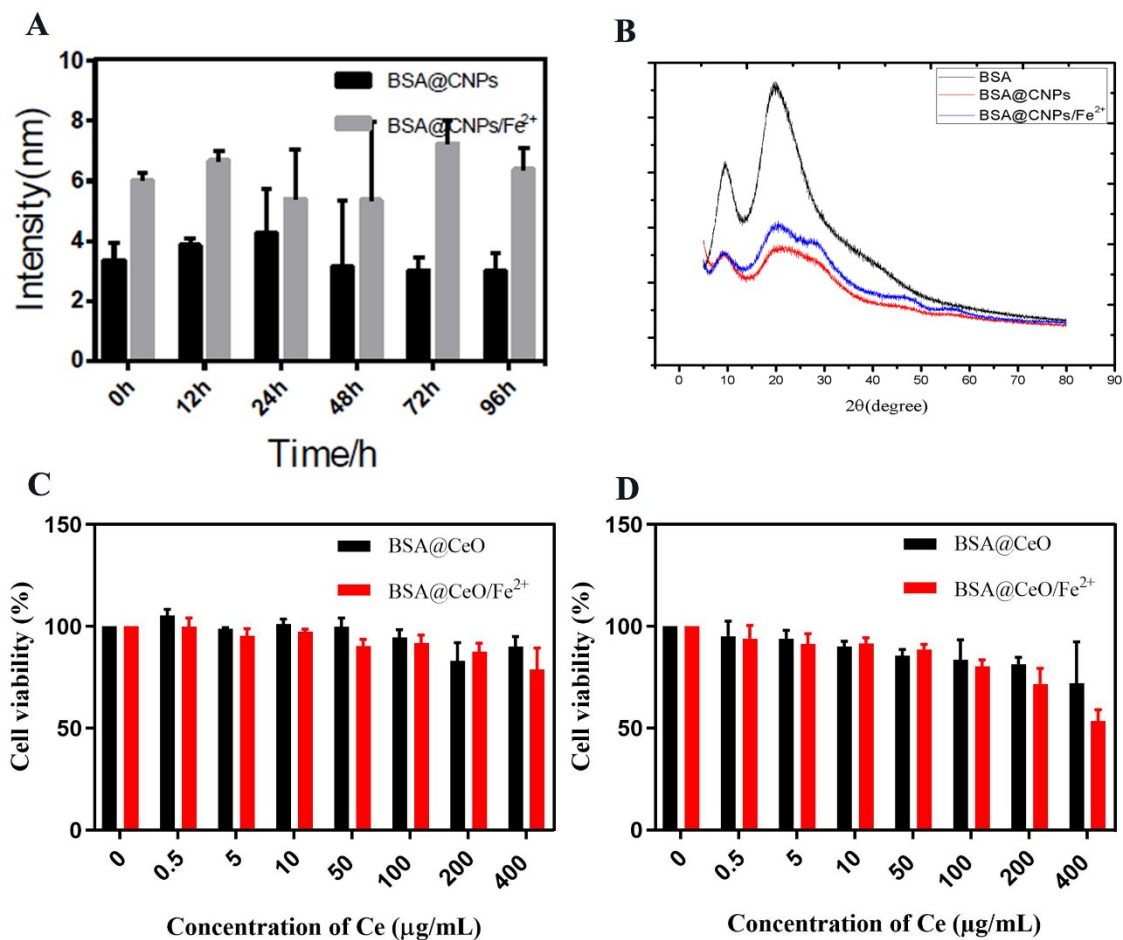 A
Intensity(nm)
10
8
6
4
2
0
BSA@CNPs
BSA@CNPs/Fe²⁺
0h 12h 24h 48h 72h 96h
Time/h
B
BSA
BSA@CNPs
BSA@CNPs/Fe²⁺
0 10 20 30 40 50 60 70 80 90
2θ(degree)
C
Cell viability (%)
150
100
50
0
BSA@CeO
BSA@CeO/Fe²⁺
0 0.5 5 10 50 100 200 400
Concentration of Ce (μg/mL)
D
Cell viability (%)
150
100
50
0
BSA@CeO
BSA@CeO/Fe²⁺
0 0.5 5 10 50 100 200 400
Concentration of Ce (μg/mL)